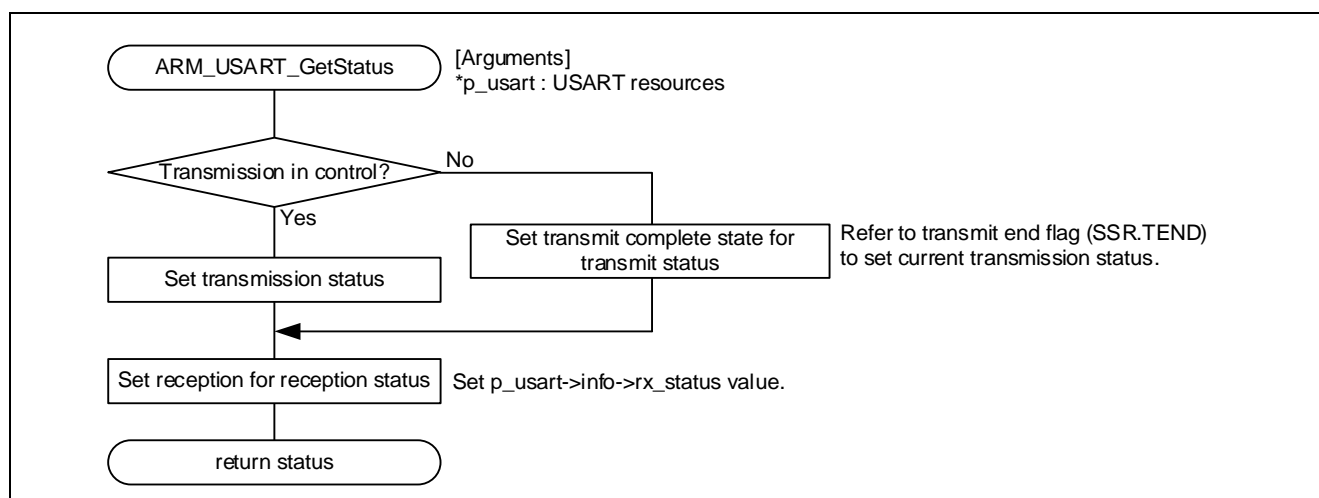 ARM_USART_GetStatus
[Arguments]
*p_usart : USART resources
Transmission in control?
No
Yes
Set transmit complete state for
transmit status
Refer to transmit end flag (SSR.TEND)
to set current transmission status.
Set transmission status
Set reception for reception status
Set p_usart->info->rx_status value.
return status